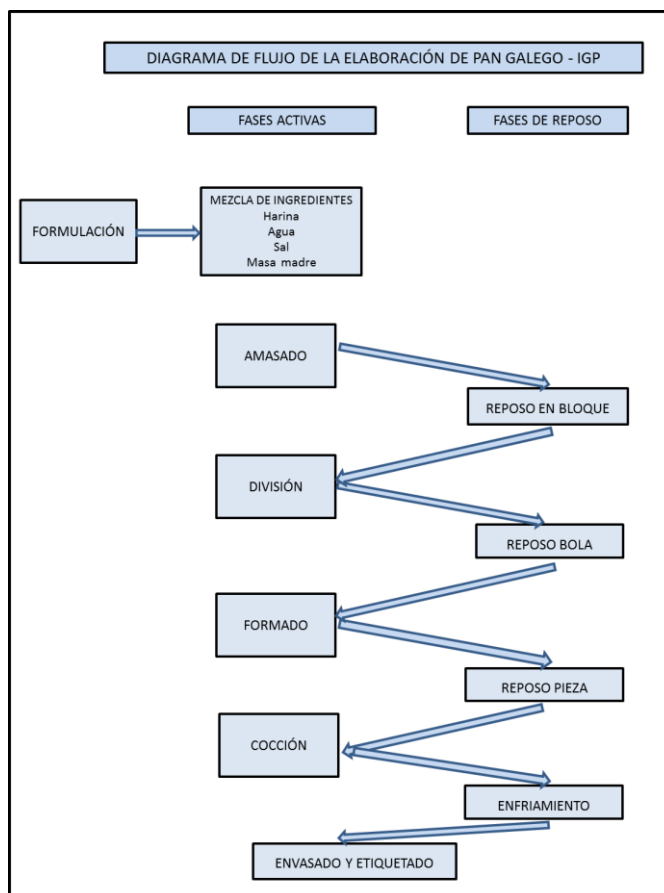 DIAGRAMA DE FLUJO DE LA ELABORACIÓN DE PAN GALEGO - IGP
FASES ACTIVAS
FASES DE REPOSO
FORMULACIÓN
MEZCLA DE INGREDIENTES
Harina
Agua
Sal
Masa madre
AMASADO
REPOSO EN BLOQUE
DIVISIÓN
REPOSO BOLA
FORMADO
REPOSO PIEZA
COCCIÓN
ENFRIAMIENTO
ENVASADO Y ETIQUETADO